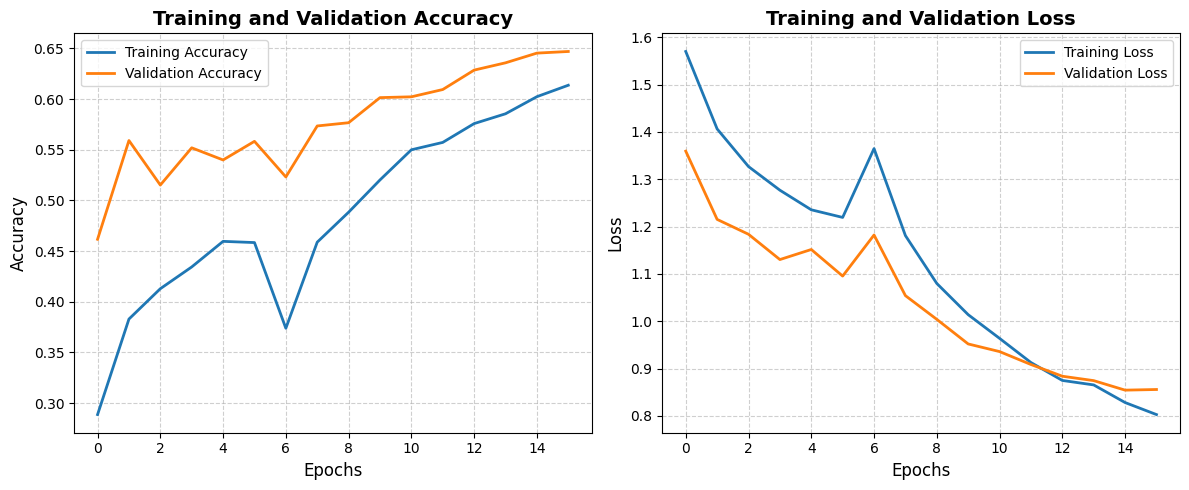 Training and Validation Accuracy
Training Accuracy
Validation Accuracy
Accuracy
0.65
0.60
0.55
0.50
0.45
0.40
0.35
0.30
0 2 4 6 8 10 12 14
Epochs
Training and Validation Loss
Training Loss
Validation Loss
Loss
1.6
1.5
1.4
1.3
1.2
1.1
1.0
0.9
0.8
0 2 4 6 8 10 12 14
Epochs